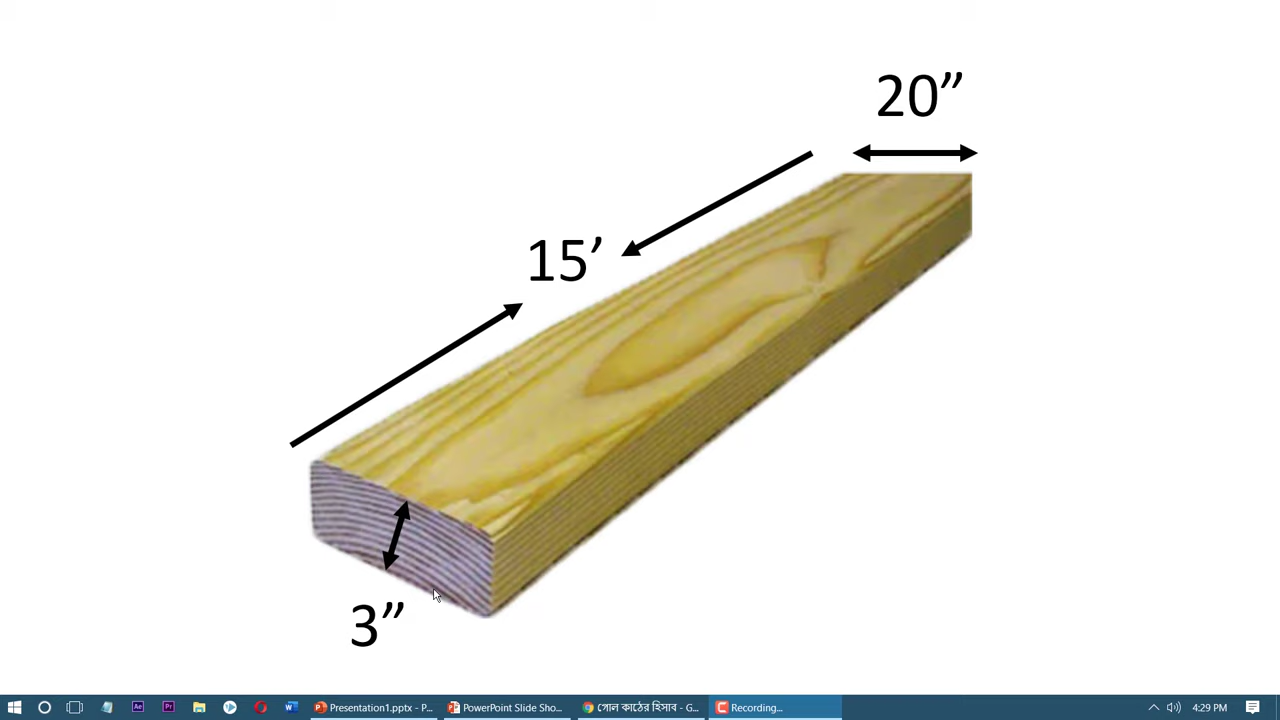 20”
15’
3”
Presentation1.pptx - P...
PowerPoint Slide Sho...
গোল কাঠের হিসাব - G...
Recording...
4:29 PM